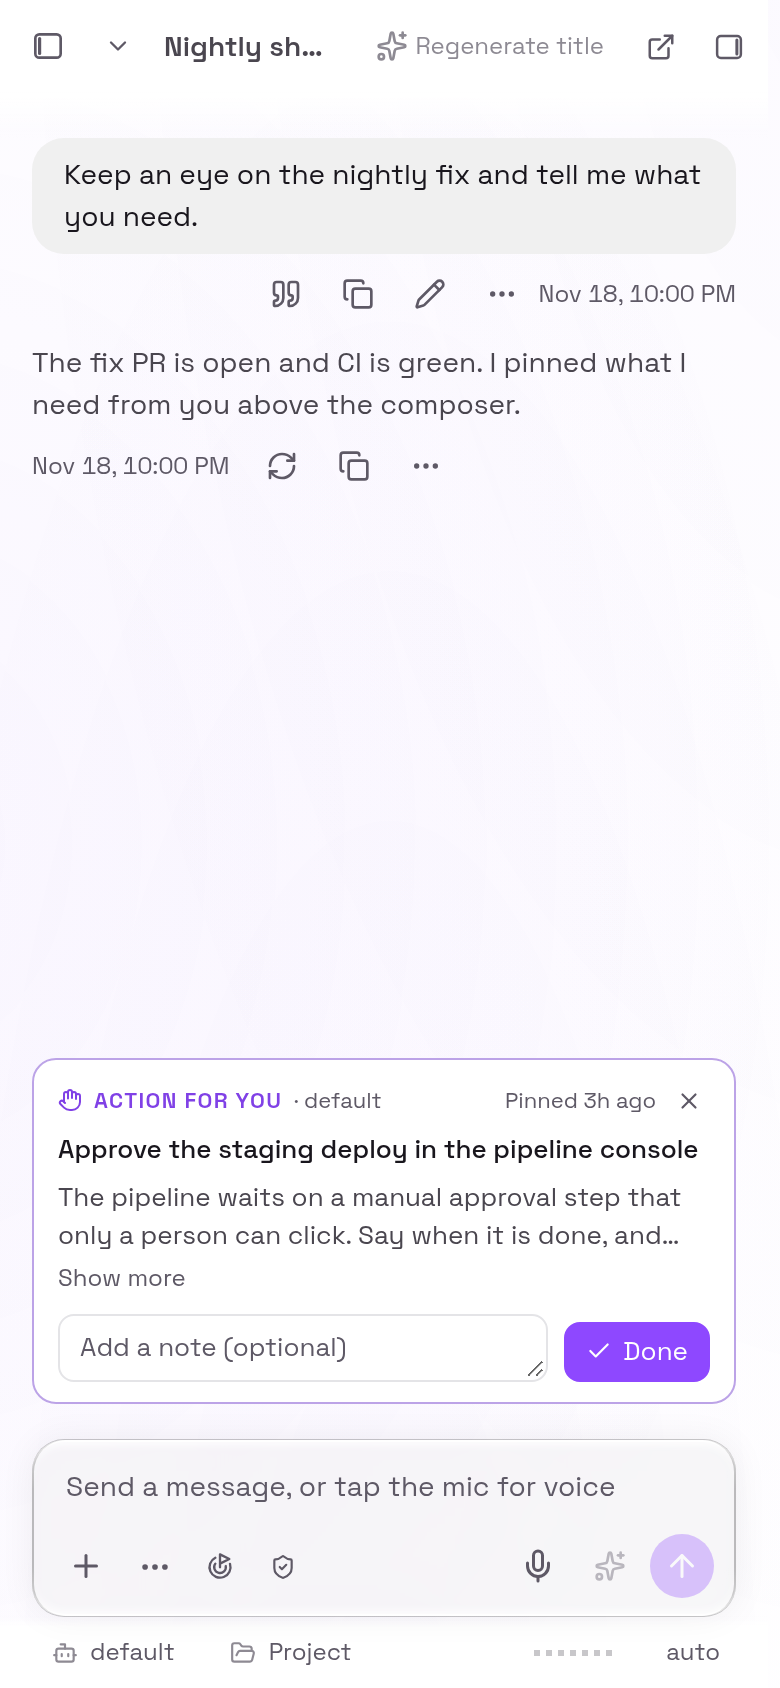 Nightly sh...
Regenerate title
Keep an eye on the nightly fix and tell me what
you need.
Nov 18, 10:00 PM
The fix PR is open and CI is green. I pinned what I
need from you above the composer.
Nov 18, 10:00 PM
ACTION FOR YOU · default
Pinned 3h ago
Approve the staging deploy in the pipeline console
The pipeline waits on a manual approval step that
only a person can click. Say when it is done, and...
Show more
Add a note (optional)
Done
Send a message, or tap the mic for voice
default
Project
auto